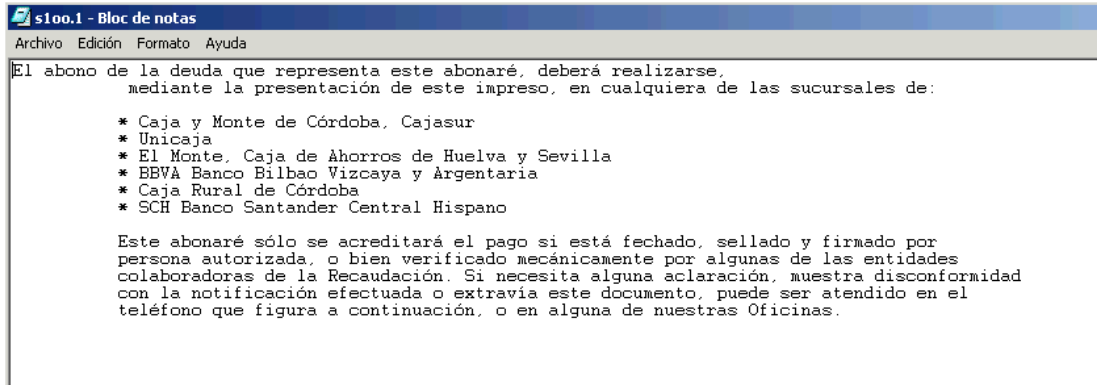 s1oo.1 - Bloc de notas
Archivo Edición Formato Ayuda
El abono de la deuda que representa este abonaré, deberá realizarse,
mediante la presentación de este impreso, en cualquiera de las sucursales de:
* Caja y Monte de Córdoba, Cajasur
* Unicaja
* El Monte, Caja de Ahorros de Huelva y Sevilla
* BBVA Banco Bilbao Vizcaya y Argentaria
* Caja Rural de Córdoba
* SCH Banco Santander Central Hispano
Este abonaré sólo se acreditará el pago si está fechado, sellado y firmado por
persona autorizada, o bien verificado mecánicamente por algunas de las entidades
colaboradoras de la Recaudación. Si necesita alguna aclaración, muestra disconformidad
con la notificación efectuada o extravía este documento, puede ser atendido en el
teléfono que figura a continuación, o en alguna de nuestras Oficinas.